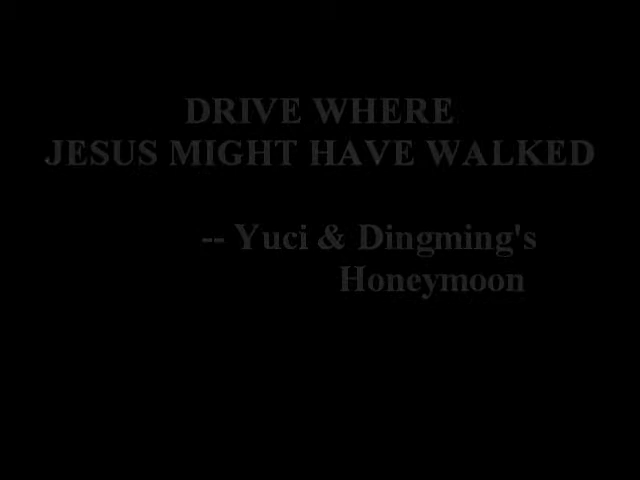 DRIVE WHERE
JESUS MIGHT HAVE WALKED
-- Yuci & Dingming's
Honeymoon